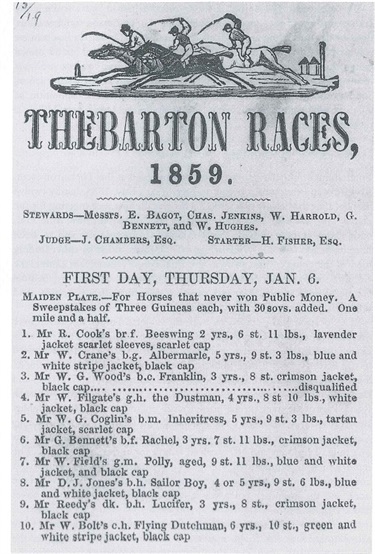 13/19
THEBARTON RACES,
1859.
STEWARDS—Messrs. E. BAGOT, CHAS. JENKINS, W. HARROLD, G.
BENNETT, and W. HUGHES.
JUDGE—J. CHAMBERS, ESQ. STARTER—H. FISHER, ESQ.
FIRST DAY, THURSDAY, JAN. 6.
MAIDEN PLATE.—For Horses that never won Public Money. A
Sweepstakes of Three Guineas each, with 30 sovs. added. One
mile and a half.
1. Mr R. Cook's br f. Beeswing 2 yrs., 6 st. 11 lbs., lavender
jacket scarlet sleeves, scarlet cap
2. Mr W. Crane's b.g. Albermarle, 5 yrs., 9 st. 3 lbs., blue and
white stripe jacket, black cap
3. Mr W. G. Wood's b.c. Franklin, 3 yrs., 8 st. crimson jacket,
black cap..............................disqualified
4. Mr W. Filgate's g.h. the Dustman, 4 yrs., 8 st 10 lbs., white
jacket, black cap
5. Mr W. G. Coglin's b.m. Inheritress, 5 yrs., 9 st. 3 lbs., tartan
jacket, scarlet cap
6. Mr G. Bennett's b.f. Rachel, 3 yrs. 7 st. 11 lbs., crimson jacket,
black cap
7. Mr W. Field's g.m. Polly, aged, 9 st. 11 lbs., blue and white
jacket, and black cap
8. Mr D. J. Jones's b.h. Sailor Boy, 4 or 5 yrs., 9 st. 6 lbs., blue
and white jacket, black cap
9. Mr Reedy's dk. b.h. Lucifer, 3 yrs., 8 st., crimson jacket,
black cap
10. Mr W. Bolt's c.h. Flying Dutchman, 6 yrs., 10 st., green and
white stripe jacket, black cap